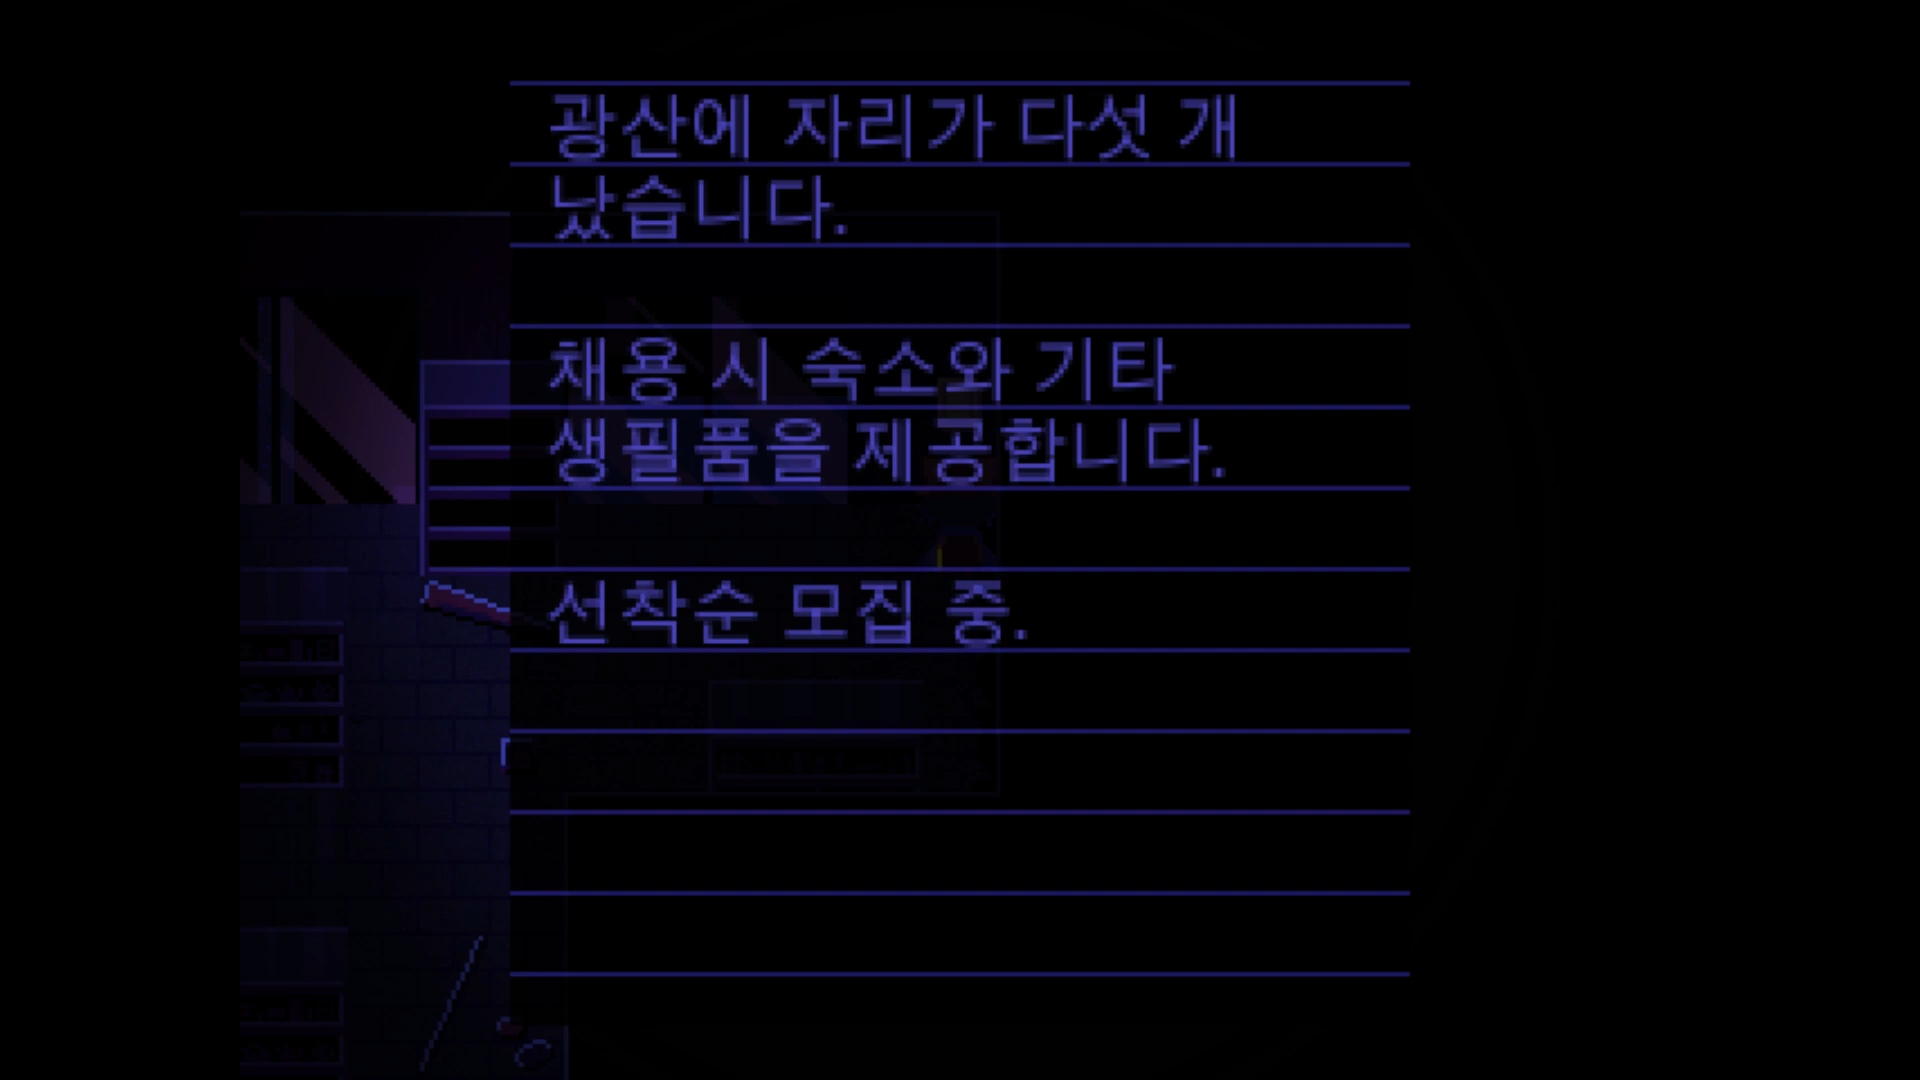 광산에 자리가 다섯 개
났습니다.
채용 시 숙소와 기타
생필품을 제공합니다.
선착순 모집 중.